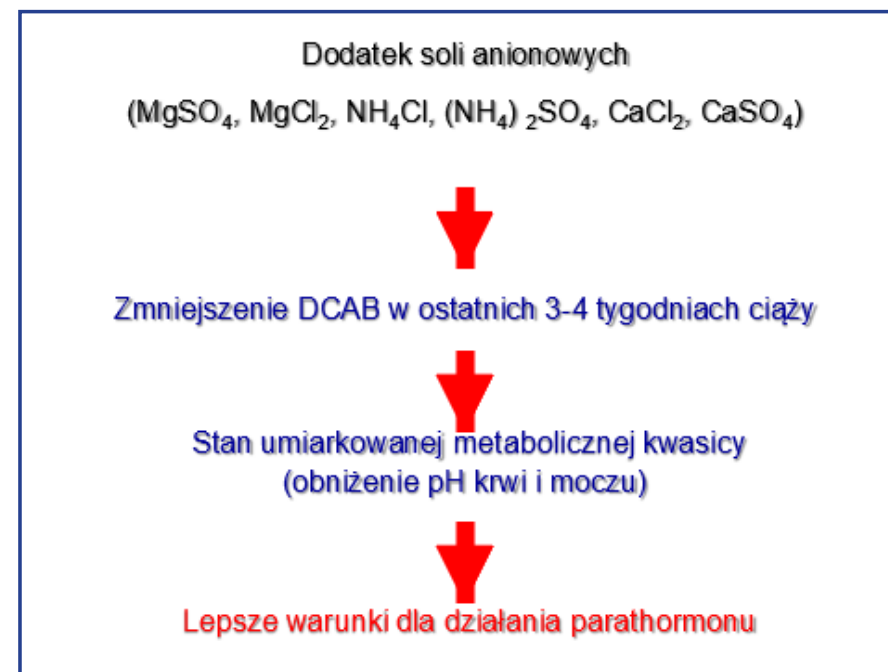 Dodatek soli anionowych
(MgSO₄, MgCl₂, NH₄Cl, (NH₄) ₂SO₄, CaCl₂, CaSO₄)
Zmniejszenie DCAB w ostatnich 3-4 tygodniach ciąży
Stan umiarkowanej metabolicznej kwasicy
(obniżenie pH krwi i moczu)
Lepsze warunki dla działania parathormonu